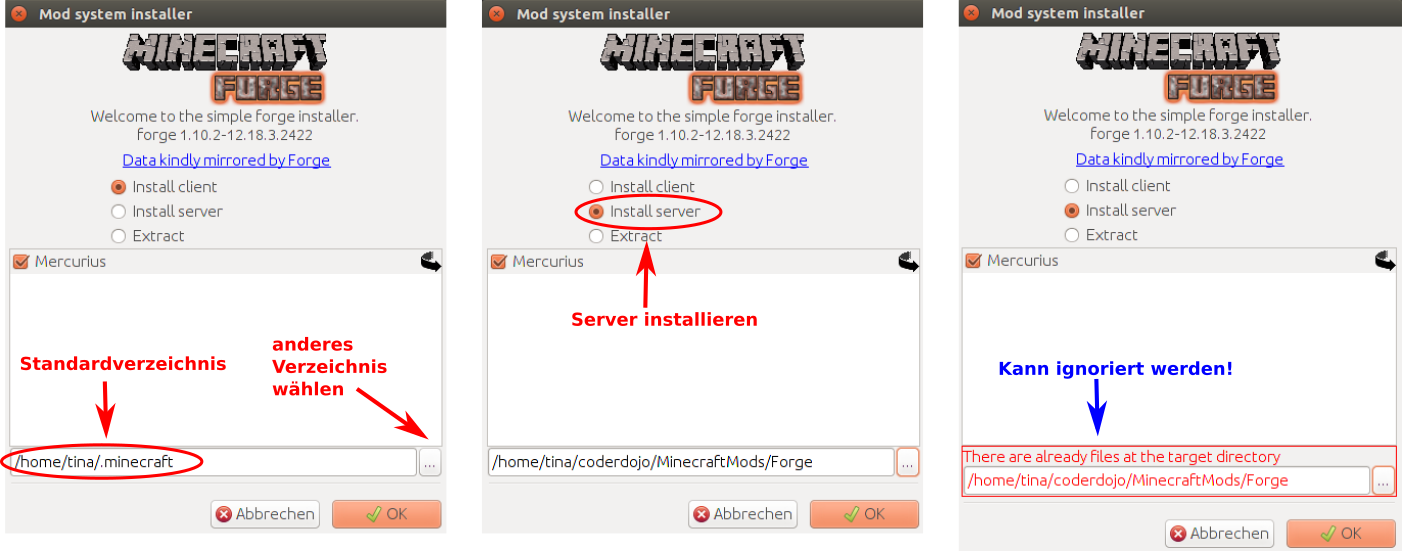 Mod system installer
MINECRAFT
FORGE
Welcome to the simple forge installer.
forge 1.10.2-12.18.3.2422
Data kindly mirrored by Forge
Install client
Install server
Extract
Mercurius
Standardverzeichnis
anderes
Verzeichnis
wählen
/home/tina/.minecraft
...
Abbrechen
OK
Mod system installer
MINECRAFT
FORGE
Welcome to the simple forge installer.
forge 1.10.2-12.18.3.2422
Data kindly mirrored by Forge
Install client
Install server
Extract
Mercurius
Server installieren
/home/tina/coderdojo/MinecraftMods/Forge
...
Abbrechen
OK
Mod system installer
MINECRAFT
FORGE
Welcome to the simple forge installer.
forge 1.10.2-12.18.3.2422
Data kindly mirrored by Forge
Install client
Install server
Extract
Mercurius
Kann ignoriert werden!
There are already files at the target directory
/home/tina/coderdojo/MinecraftMods/Forge
...
Abbrechen
OK